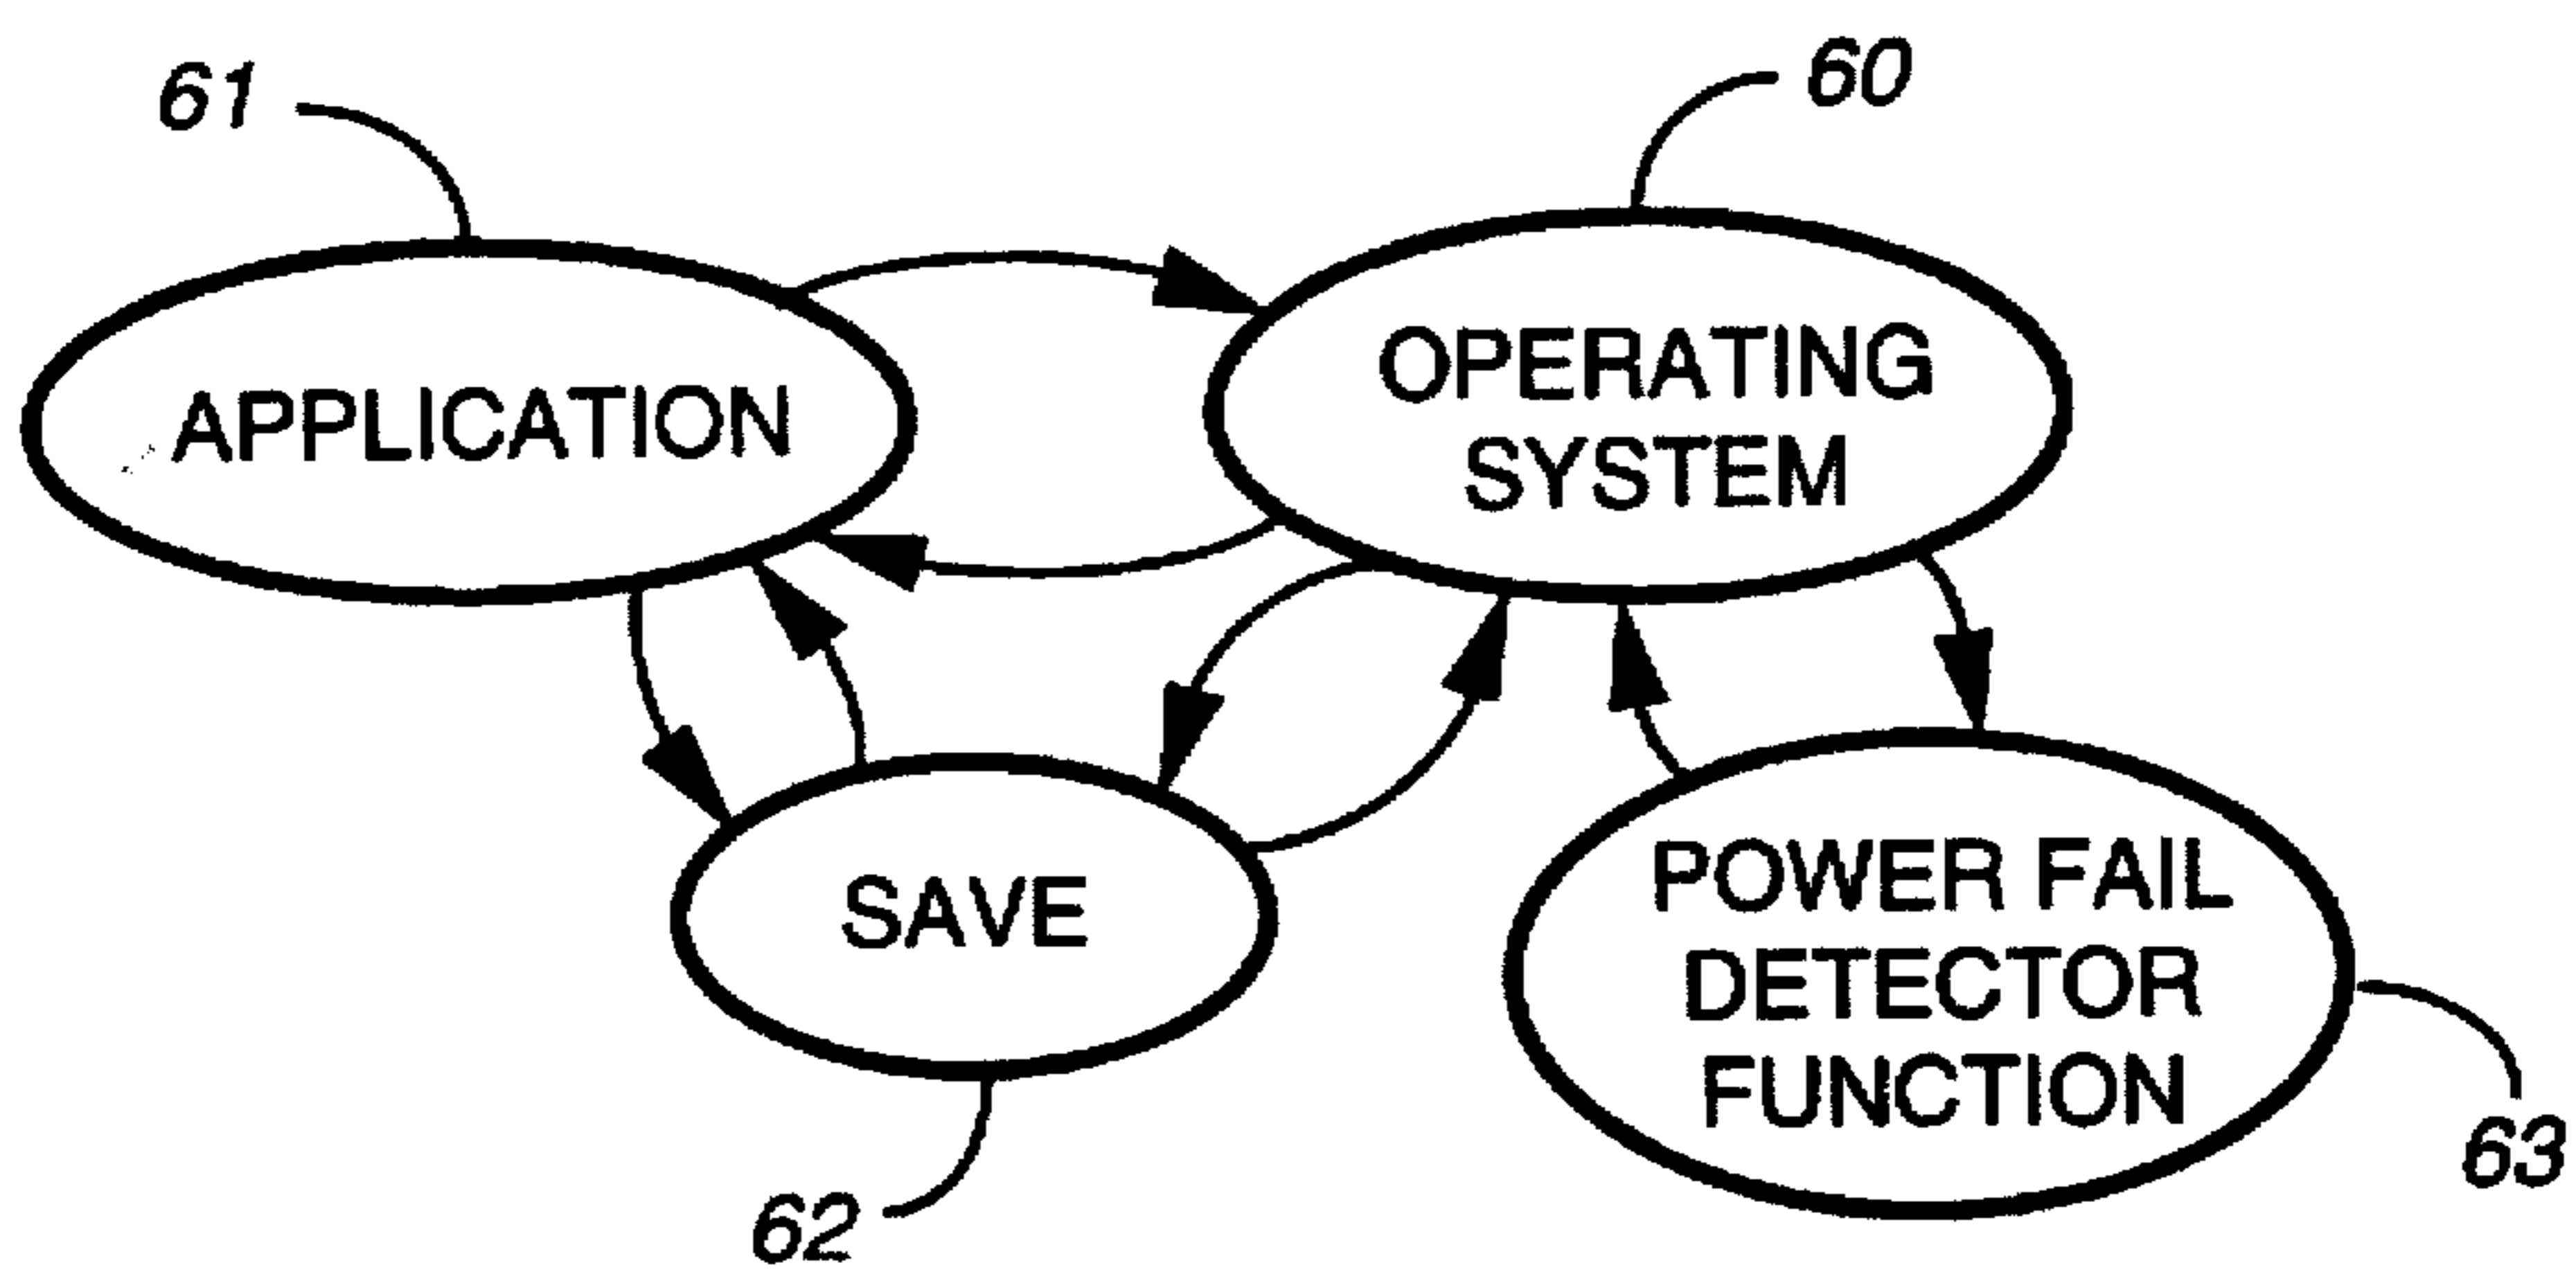 61
60
APPLICATION
OPERATING
SYSTEM
SAVE
POWER FAIL
DETECTOR
FUNCTION
62
63